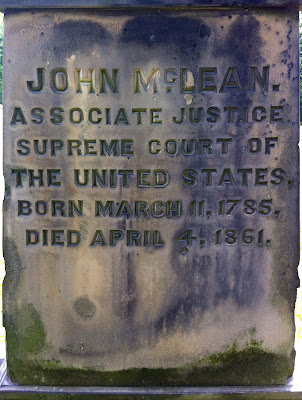 JOHN McLEAN.
ASSOCIATE JUSTICE
SUPREME COURT OF
THE UNITED STATES,
BORN MARCH 11, 1785,
DIED APRIL 4, 1861.